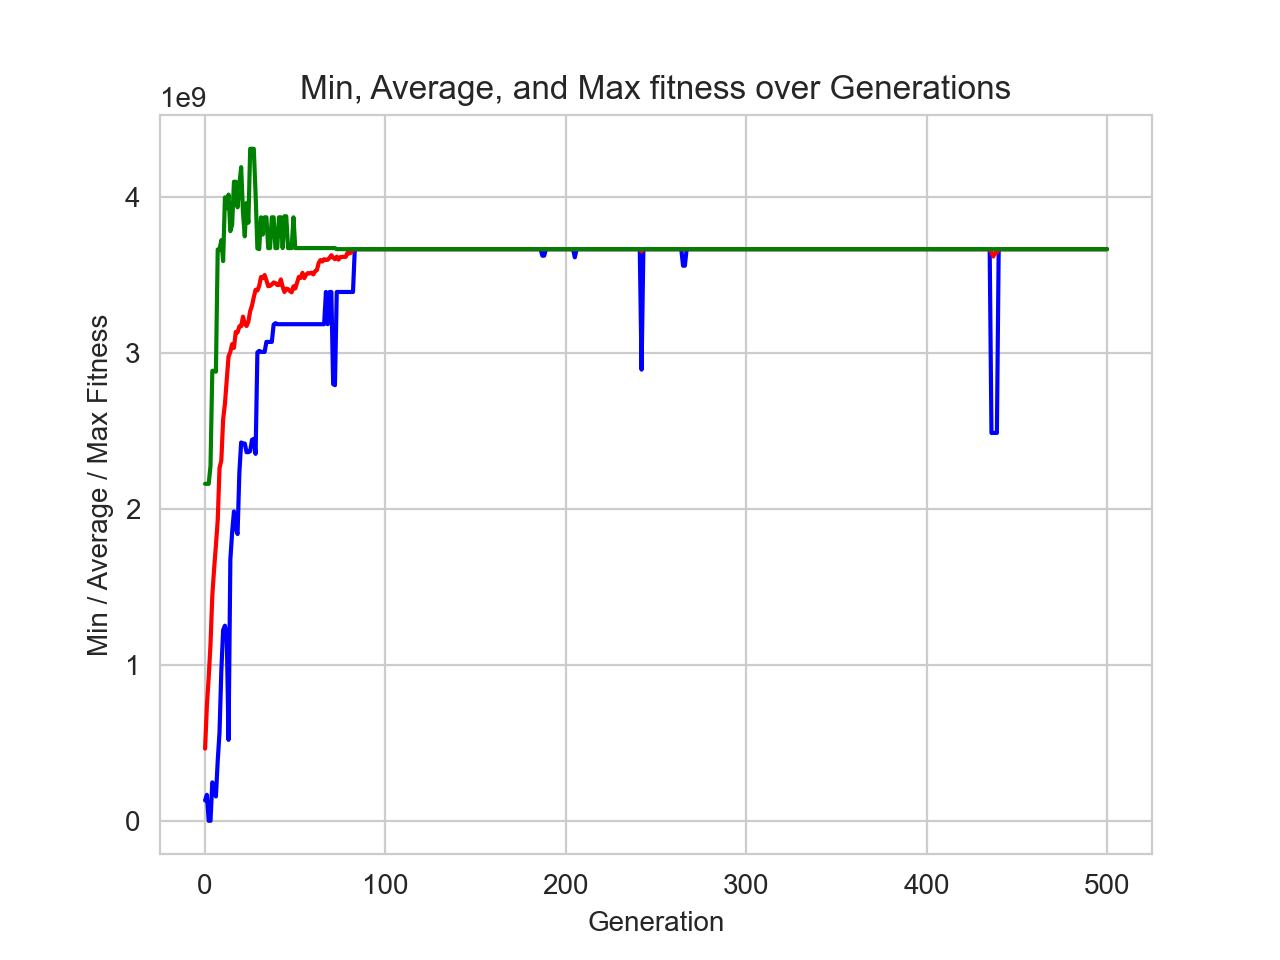 Min, Average, and Max fitness over Generations
1e9
4
3
2
1
0
Min / Average / Max Fitness
0 100 200 300 400 500
Generation